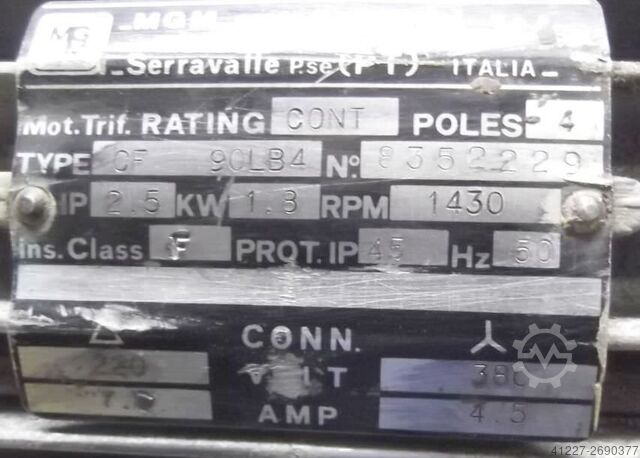 MGM
Serravalle P.se (PT) ITALIA
Mot. Trif. RATING CONT POLES 4
TYPE CF 90LB4 N° 8352229
HP 2.5 KW 1.8 RPM 1430
ins. Class F PROT. IP 45 Hz 50
CONN.
220 VOLT 380
AMP 4.5
41227-2690377